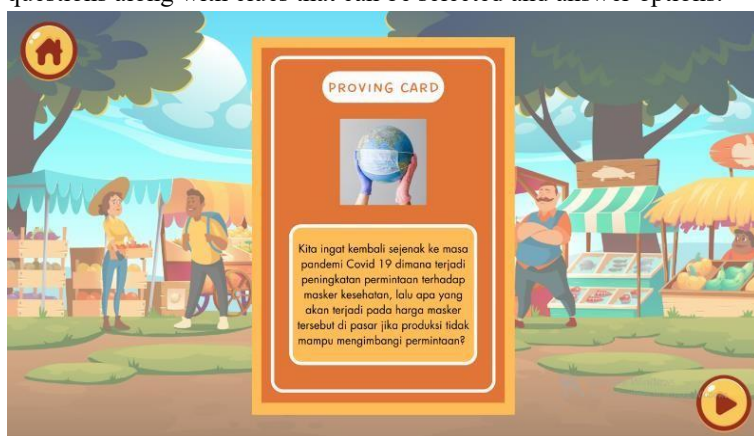 questions along with clues that can be selected and answer options.
PROVING CARD
Kita ingat kembali sejenak ke masa
pandemi Covid 19 dimana terjadi
peningkatan permintaan terhadap
masker kesehatan, lalu apa yang
akan terjadi pada harga masker
tersebut di pasar jika produksi tidak
mampu mengimbangi permintaan?